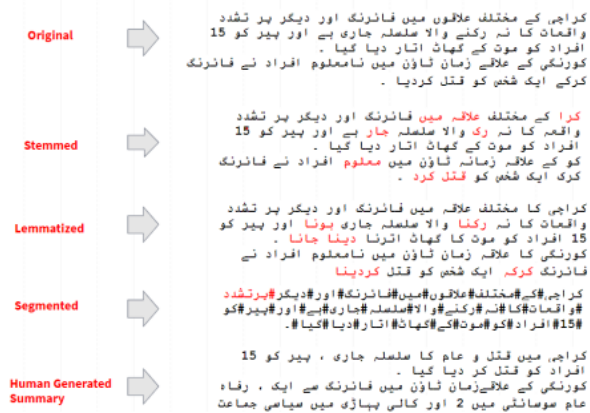 Original
کراچی کے مختلف علاقوں میں فائرنگ اور دیگر پر تشدد
واقعات کا نہ رکنے والا سلسلہ جاری ہے اور پیر کو 15
افراد کو موت کے گھاٹ اتار دیا گیا ۔
کورنگی کے علاقے زمان ٹاؤن میں نامعلوم افراد نے فائرنگ
کرکے ایک شخص کو قتل کردیا ۔
Stemmed
کرا کے مختلف علاقہ میں فائرنگ اور دیگر پر تشدد
واقعہ کا نہ رک والا سلسلہ جار ہے اور پیر کو 15
افراد کو موت کے گھاٹ اتار دیا گیا ۔
کو کے علاقہ زمانہ ٹاؤن میں معلوم افراد نے فائرنگ
کرک ایک شخص کو قتل کرد ۔
Lemmatized
کراچی کا مختلف علاقہ میں فائرنگ اور دیگر پر تشدد
واقعات کا نہ رکنا والا سلسلہ جاری ہونا اور پیر کو
15 افراد کو موت کا گھاٹ اترنا دینا جانا ۔
کورنگی کا علاقہ زمان ٹاؤن میں نامعلوم افراد نے
فائرنگ کرکہ ایک شخص کو قتل کردینا
Segmented
کراچی#کے#مختلف#علاقوں#میں#فائرنگ#اور#دیگر#پرتشدد
#واقعات#کا#نہ#رکنے#والا#سلسلہ#جاری#ہے#اور#پیر#کو
#15#افراد#کو#موت#کے#گھاٹ#اتار#دیا#گیا#۔
Human Generated
Summary
کراچی میں قتل و عام کا سلسلہ جاری ، پیر کو 15
افراد کو قتل کر دیا گیا ۔
کورنگی کے علاقےزمان ٹاؤن میں فائرنگ سے ایک ، رفاہ
عام سوسائٹی میں 2 اور کالی پہاڑی میں سیاسی جماعت